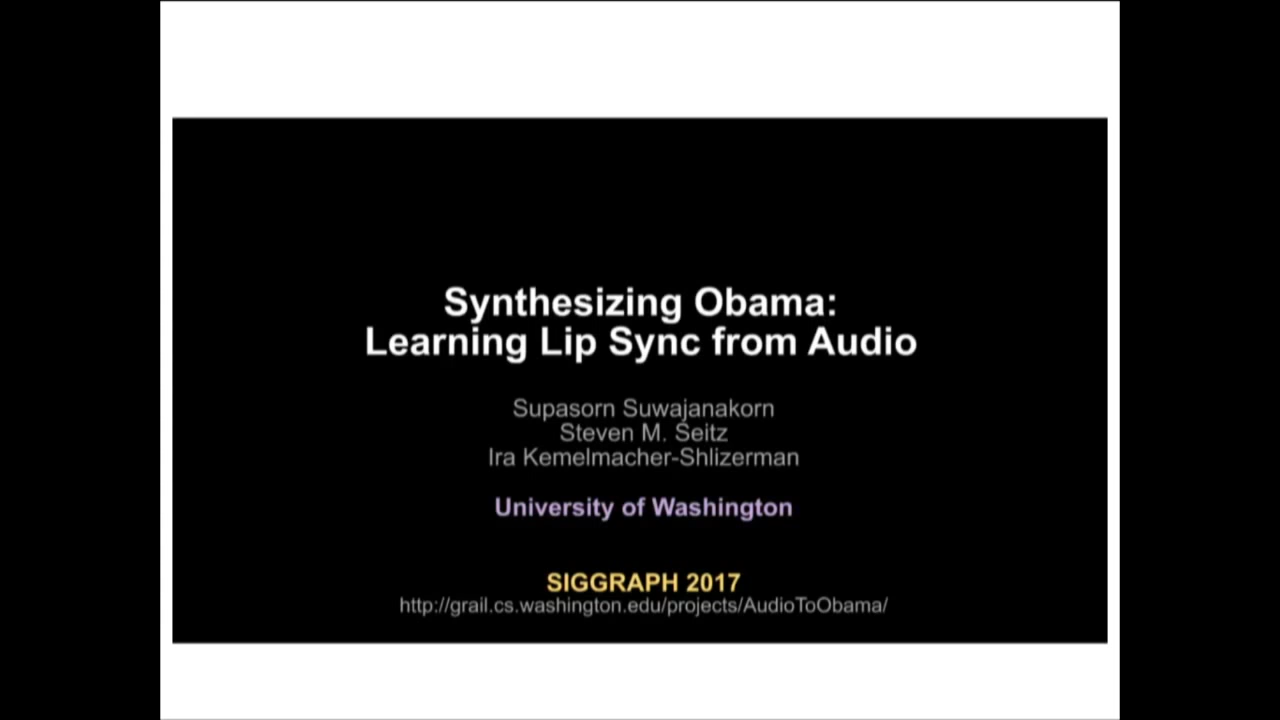 Synthesizing Obama:
Learning Lip Sync from Audio
Supasorn Suwajanakorn
Steven M. Seitz
Ira Kemelmacher-Shlizerman
University of Washington
SIGGRAPH 2017
http://grail.cs.washington.edu/projects/AudioToObama/